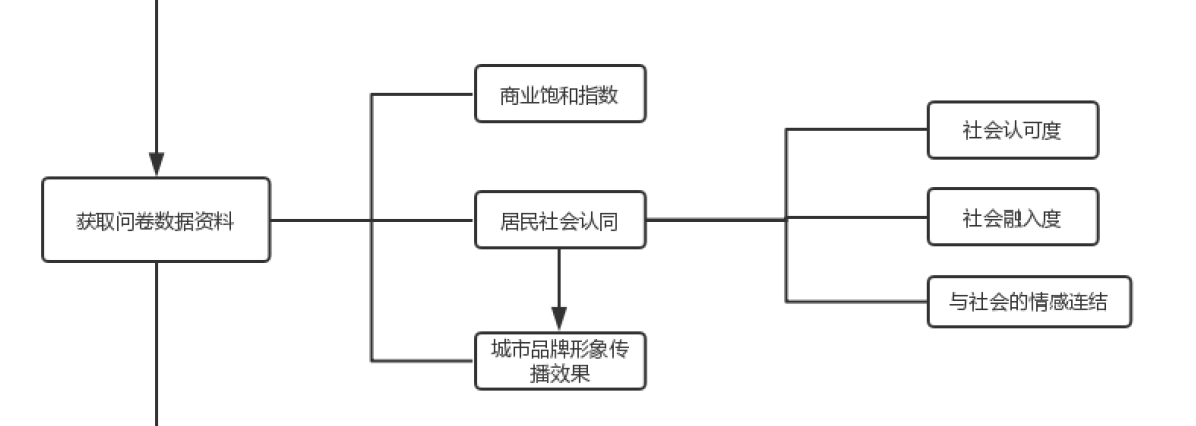 商业饱和指数
社会认可度
获取问卷数据资料
居民社会认同
社会融入度
与社会的情感连结
城市品牌形象传
播效果